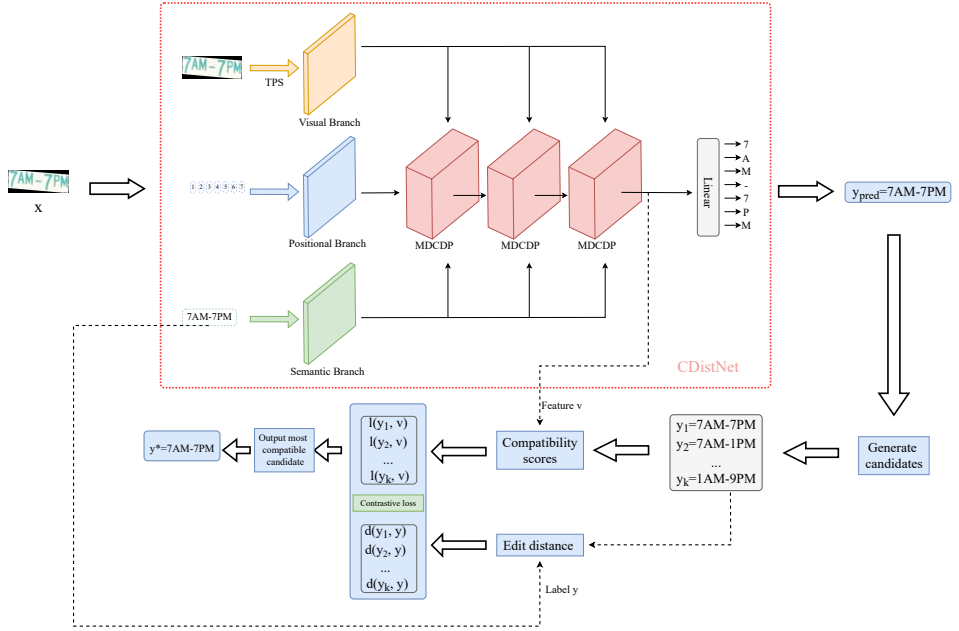 7AM-7PM
TPS
Visual Branch
1 2 3 4 5 6 7
Positional Branch
7AM-7PM
Semantic Branch
MDCDP
MDCDP
MDCDP
Linear
7
A
M
-
7
P
M
CDistNet
7AM-7PM
x
y_pred=7AM-7PM
Generate
candidates
y₁=7AM-7PM
y₂=7AM-1PM
...
yₖ=1AM-9PM
Feature v
Compatibility
scores
Edit distance
Label y
l(y₁, v)
l(y₂, v)
...
l(yₖ, v)
Contrastive loss
d(y₁, y)
d(y₂, y)
...
d(yₖ, y)
Output most
compatible
candidate
y*=7AM-7PM